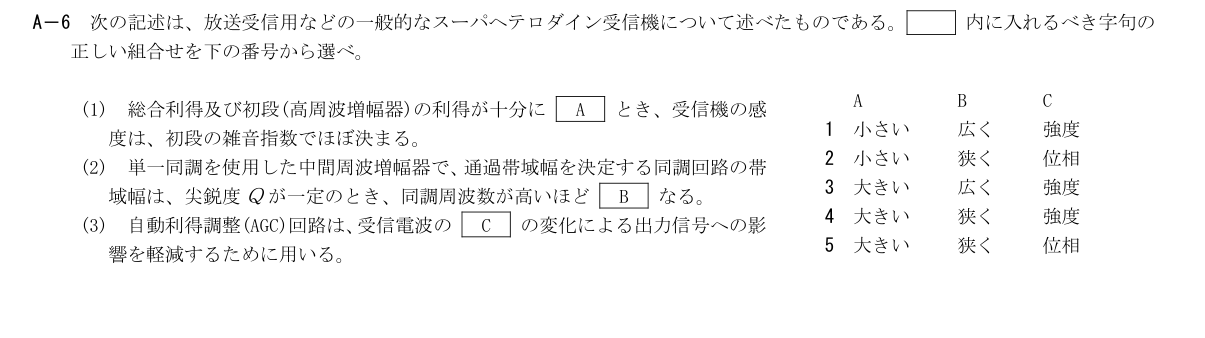 A－6 次の記述は、放送受信用などの一般的なスーパヘテロダイン受信機について述べたものである。 内に入れるべき字句の
正しい組合せを下の番号から選べ。
(1) 総合利得及び初段(高周波増幅器)の利得が十分に A とき、受信機の感
度は、初段の雑音指数でほぼ決まる。
(2) 単一同調を使用した中間周波増幅器で、通過帯域幅を決定する同調回路の帯
域幅は、尖鋭度 Qが一定のとき、同調周波数が高いほど B なる。
(3) 自動利得調整(AGC)回路は、受信電波の C の変化による出力信号への影
響を軽減するために用いる。
A B C
1 小さい 広く 強度
2 小さい 狭く 位相
3 大きい 広く 強度
4 大きい 狭く 強度
5 大きい 狭く 位相